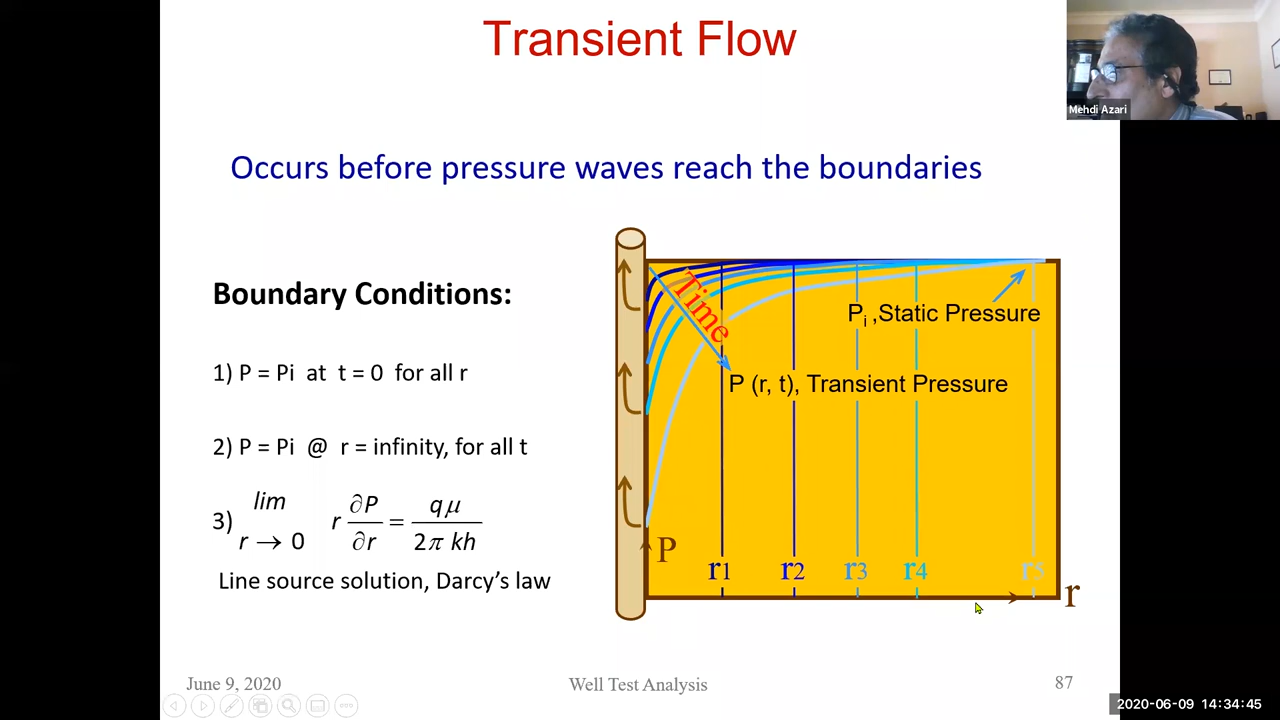 Transient Flow
Mehdi Azari
Occurs before pressure waves reach the boundaries
Boundary Conditions:
1) P = Pi at t = 0 for all r
2) P = Pi @ r = infinity, for all t
3) lim r → 0 r ∂P/∂r = qμ/2π kh
Line source solution, Darcy's law
Time
Pi ,Static Pressure
P (r, t), Transient Pressure
P
r1 r2 r3 r4 r5
r
June 9, 2020
Well Test Analysis
87
2020-06-09 14:34:45